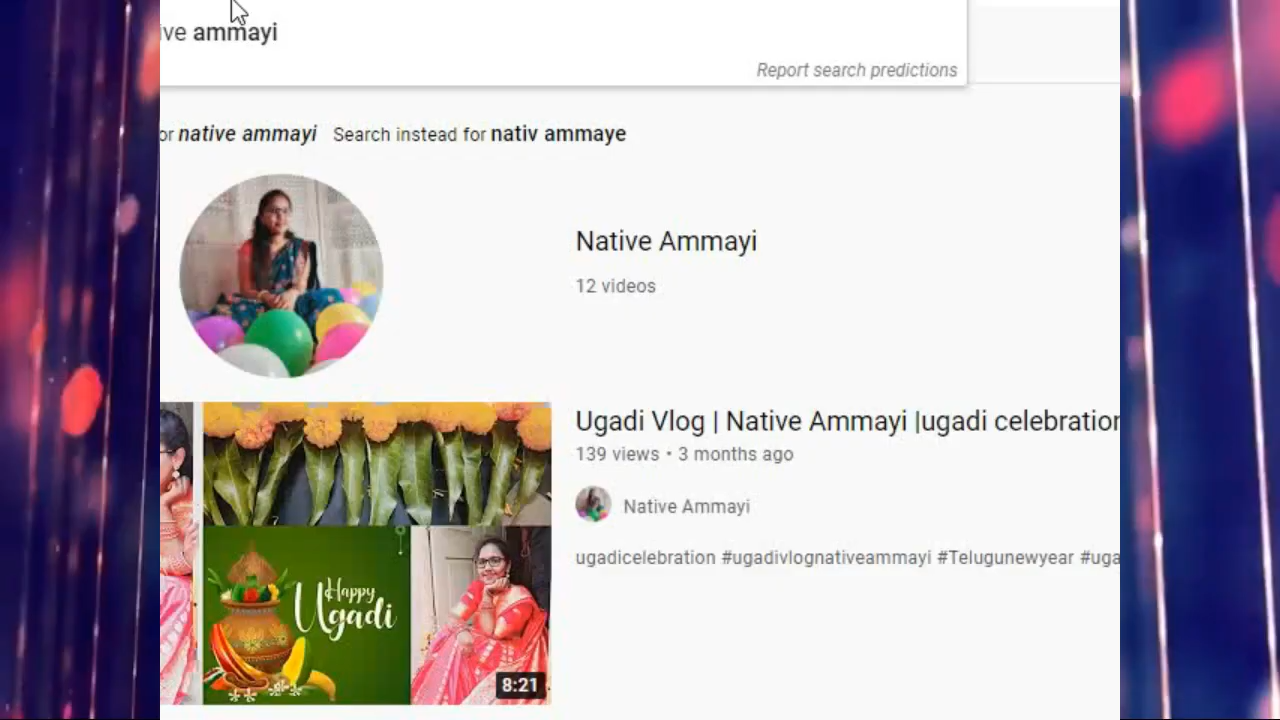 ive ammayi
Report search predictions
or native ammayi Search instead for nativ ammaye
Native Ammayi
12 videos
Ugadi Vlog | Native Ammayi |ugadi celebration
139 views • 3 months ago
Native Ammayi
ugadicelebration #ugadivlognativeammayi #Telugunewyear #uga
Happy
Ugadi
8:21